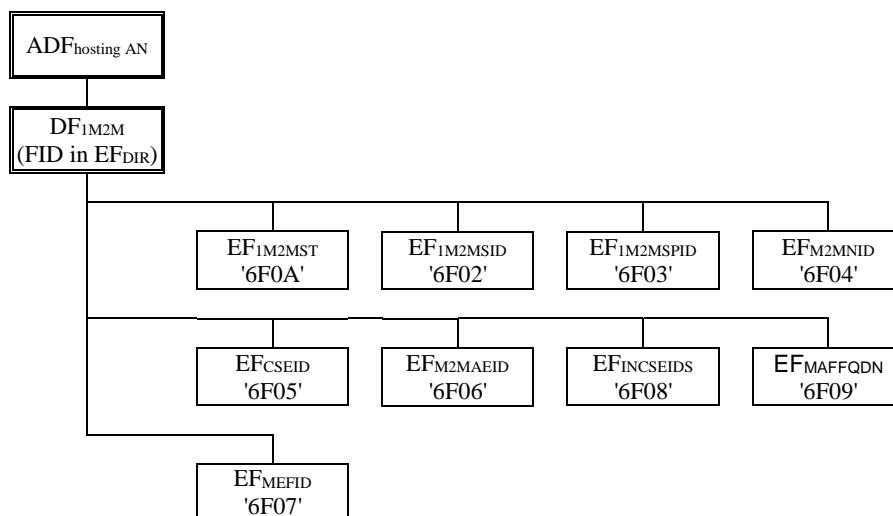 ADFhosting AN
DF1M2M
(FID in EFDIR)
EF1M2MST
'6F0A'
EF1M2MSID
'6F02'
EF1M2MSPID
'6F03'
EFM2MNID
'6F04'
EFCSEID
'6F05'
EFM2MAEID
'6F06'
EFINCSEIDS
'6F08'
EFMAFFQDN
'6F09'
EFMEFID
'6F07'